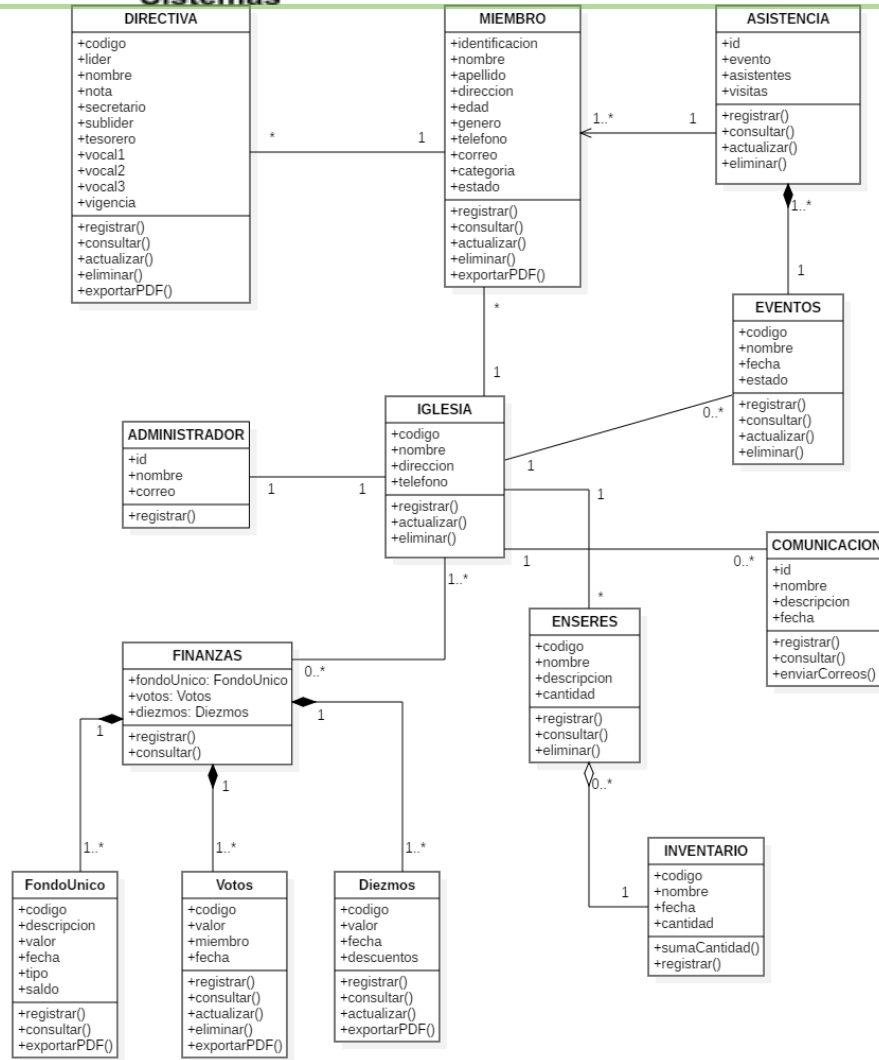 Sistemas
DIRECTIVA
+codigo
+lider
+nombre
+nota
+secretario
+sublider
+tesorero
+vocal1
+vocal2
+vocal3
+vigencia
+registrar()
+consultar()
+actualizar()
+eliminar()
+exportarPDF()
*
1
MIEMBRO
+identificacion
+nombre
+apellido
+direccion
+edad
+genero
+telefono
+correo
+categoria
+estado
+registrar()
+consultar()
+actualizar()
+eliminar()
+exportarPDF()
1..*
1
ASISTENCIA
+id
+evento
+asistentes
+visitas
+registrar()
+consultar()
+actualizar()
+eliminar()
1..*
1
EVENTOS
+codigo
+nombre
+fecha
+estado
+registrar()
+consultar()
+actualizar()
+eliminar()
*
1
IGLESIA
+codigo
+nombre
+direccion
+telefono
+registrar()
+actualizar()
+eliminar()
0..*
1
ADMINISTRADOR
+id
+nombre
+correo
+registrar()
1
1
1
*
1
0..*
COMUNICACION
+id
+nombre
+descripcion
+fecha
+registrar()
+consultar()
+enviarCorreos()
1..*
0..*
FINANZAS
+fondoUnico: FondoUnico
+votos: Votos
+diezmos: Diezmos
+registrar()
+consultar()
1
1
1
1..*
1..*
1..*
ENSERES
+codigo
+nombre
+descripcion
+cantidad
+registrar()
+consultar()
+eliminar()
0..*
1
INVENTARIO
+codigo
+nombre
+fecha
+cantidad
+sumaCantidad()
+registrar()
FondoUnico
+codigo
+descripcion
+valor
+fecha
+tipo
+saldo
+registrar()
+consultar()
+exportarPDF()
Votos
+codigo
+valor
+miembro
+fecha
+registrar()
+consultar()
+actualizar()
+eliminar()
+exportarPDF()
Diezmos
+codigo
+valor
+fecha
+descuentos
+registrar()
+consultar()
+actualizar()
+exportarPDF()